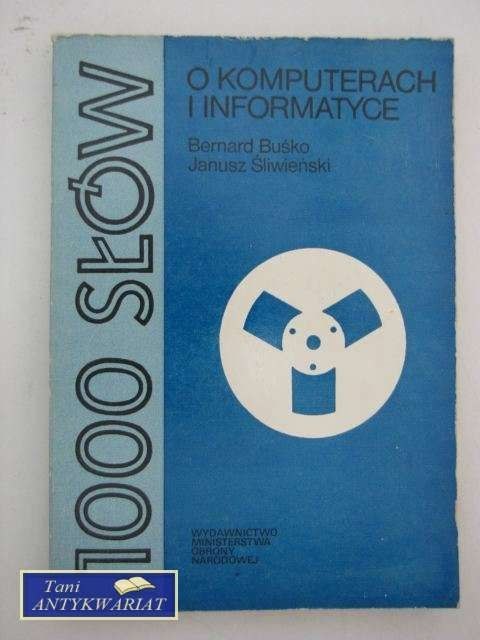 1000 SŁÓW
O KOMPUTERACH
I INFORMATYCE
Bernard Buśko
Janusz Śliwieński
WYDAWNICTWO
MINISTERSTWA
OBRONY
NARODOWEJ
Tani
ANTYKWARIAT